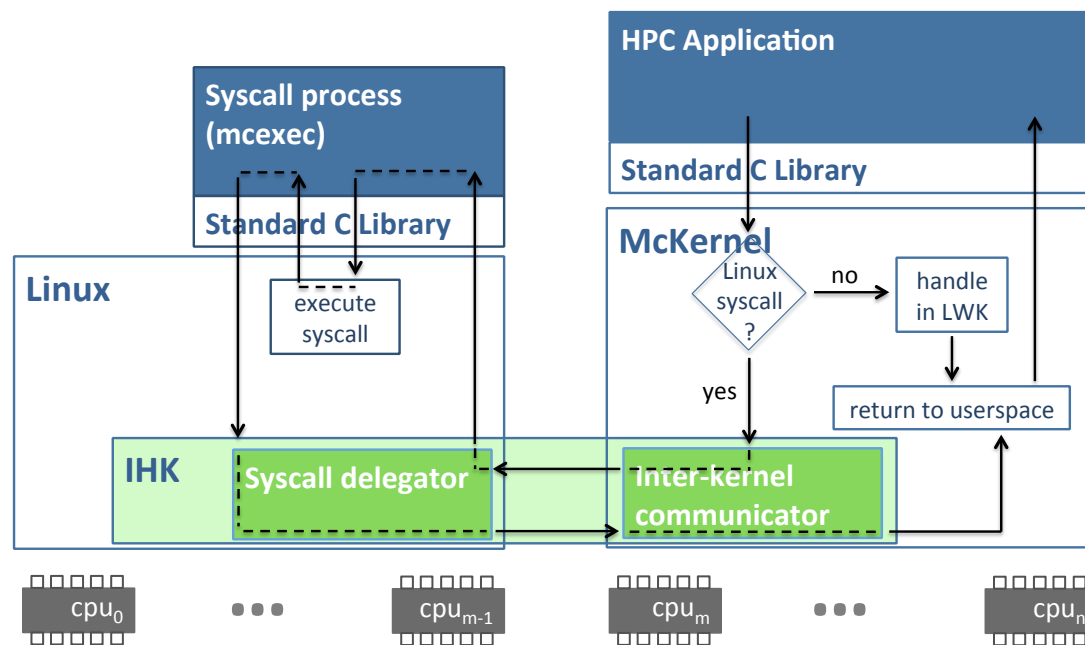 HPC Application
Syscall process
(mcexec)
Standard C Library
Standard C Library
McKernel
Linux
syscall
?
no
handle
in LWK
Linux
execute
syscall
yes
return to userspace
IHK
Syscall delegator
Inter-kernel
communicator
cpu0
cpum-1
cpum
cpun